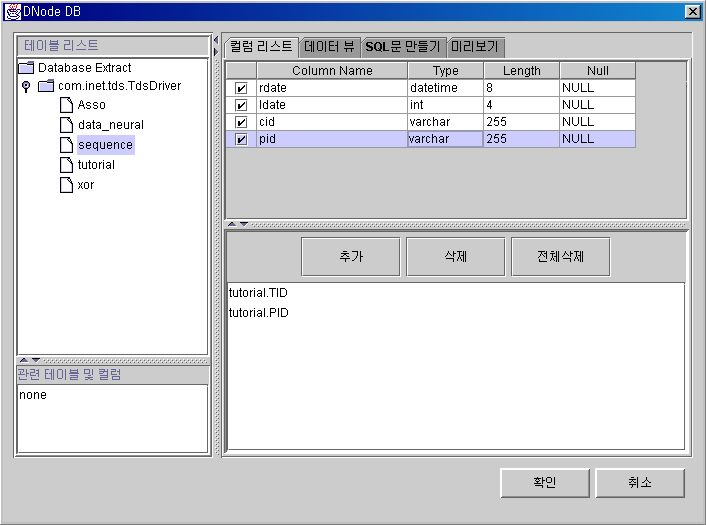 DNode DB
테이블 리스트
Database Extract
com.inet.tds.TdsDriver
Asso
data_neural
sequence
tutorial
xor
관련 테이블 및 컬럼
none
컬럼 리스트 데이터 뷰 SQL문 만들기 미리보기
Column Name Type Length Null
rdate datetime 8 NULL
ldate int 4 NULL
cid varchar 255 NULL
pid varchar 255 NULL
추가 삭제 전체삭제
tutorial.TID
tutorial.PID
확인 취소